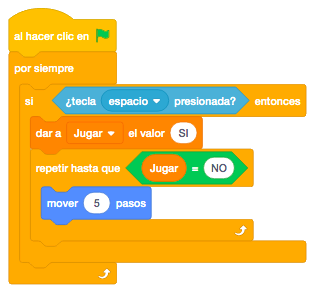 al hacer clic en
por siempre
si ¿tecla espacio presionada? entonces
dar a Jugar el valor SI
repetir hasta que Jugar = NO
mover 5 pasos